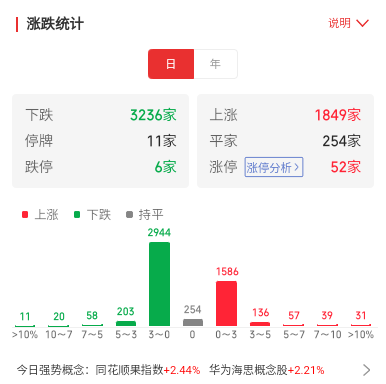 涨跌统计 说明
日 年
下跌 3236家 上涨 1849家
停牌 11家 平家 254家
跌停 6家 涨停 涨停分析 52家
上涨 下跌 持平
2944
1586
254
203
136
11 20 58 57 39 31
>10% 10～7 7～5 5～3 3～0 0 0～3 3～5 5～7 7～10 >10%
今日强势概念：同花顺果指数+2.44% 华为海思概念股+2.21%